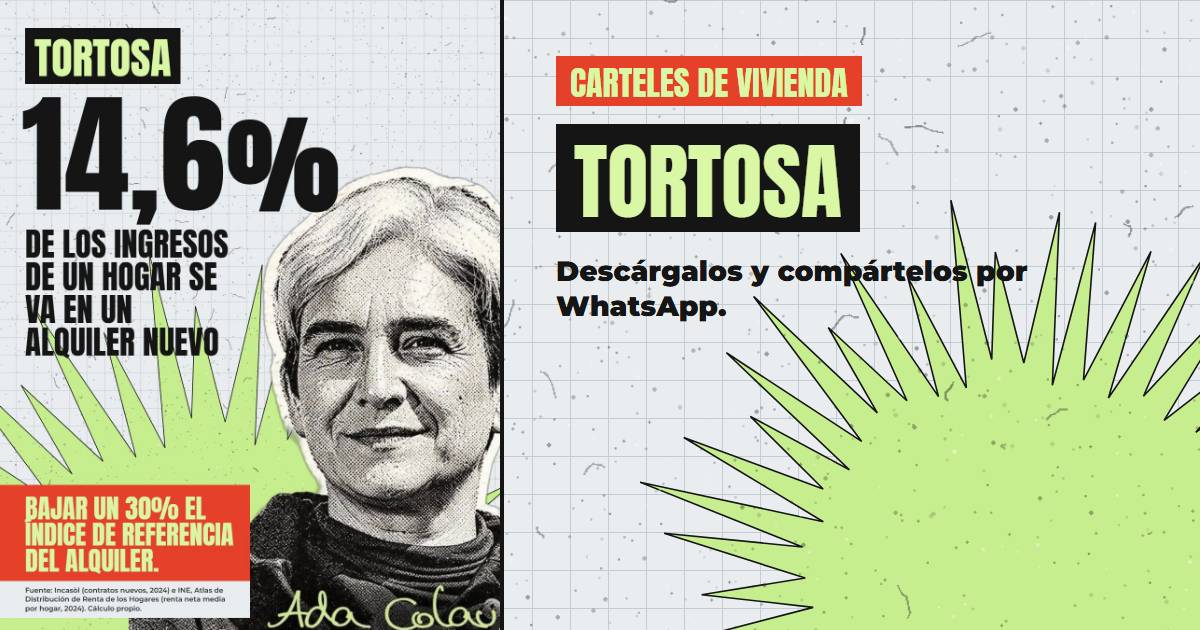 TORTOSA
14,6%
DE LOS INGRESOS
DE UN HOGAR SE
VA EN UN
ALQUILER NUEVO
BAJAR UN 30% EL
ÍNDICE DE REFERENCIA
DEL ALQUILER.
Fuente: Incasòl (contratos nuevos, 2024) e INE, Atlas de
Distribución de Renta de los Hogares (renta neta media
por hogar, 2024). Cálculo propio.
Ada Colau
CARTELES DE VIVIENDA
TORTOSA
Descárgalos y compártelos por
WhatsApp.